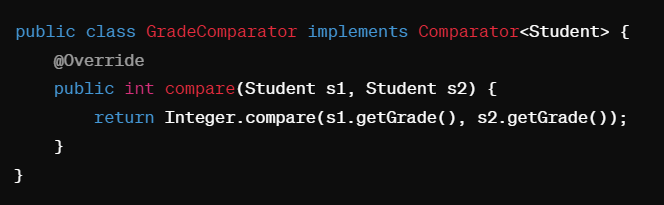 public class GradeComparator implements Comparator<Student> {
    @Override
    public int compare(Student s1, Student s2) {
        return Integer.compare(s1.getGrade(), s2.getGrade());
    }
}